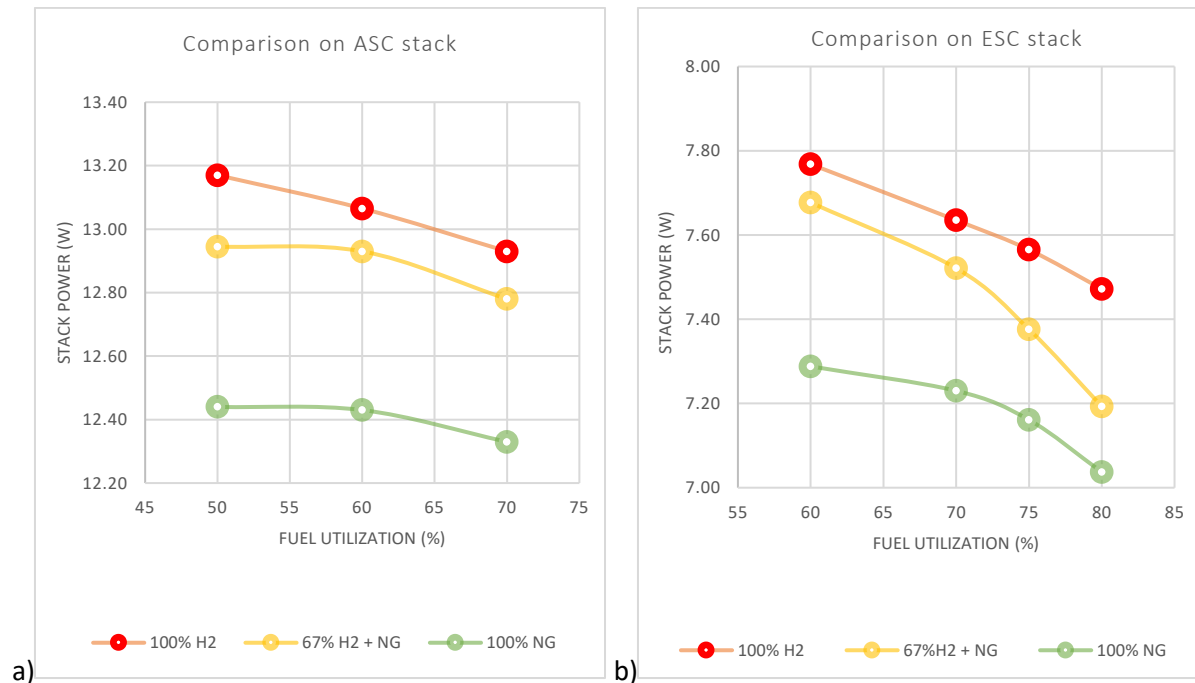 Comparison on ASC stack
STACK POWER (W)
13.40
13.20
13.00
12.80
12.60
12.40
12.20
45 50 55 60 65 70 75
FUEL UTILIZATION (%)
100% H2 67% H2 + NG 100% NG
a)
Comparison on ESC stack
STACK POWER (W)
8.00
7.80
7.60
7.40
7.20
7.00
55 60 65 70 75 80 85
FUEL UTILIZATION (%)
100% H2 67%H2 + NG 100% NG
b)